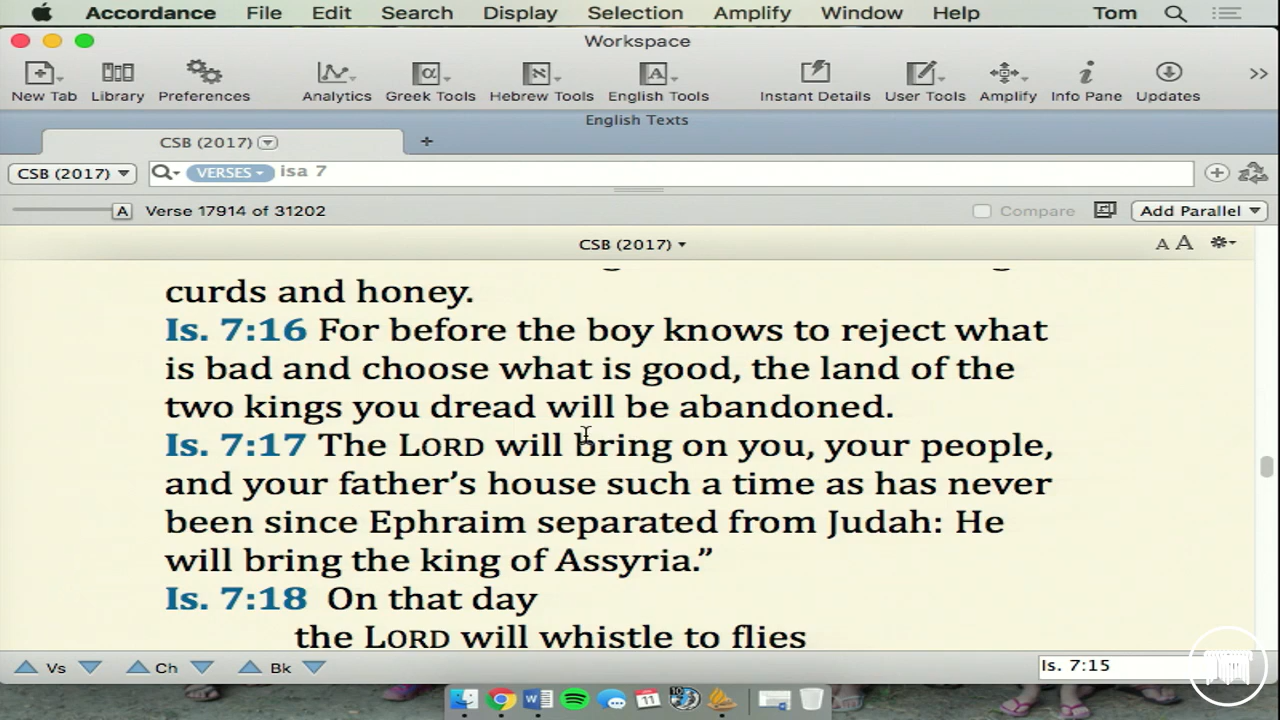 Accordance File Edit Search Display Selection Amplify Window Help Tom
Workspace
New Tab Library Preferences Analytics Greek Tools Hebrew Tools English Tools Instant Details User Tools Amplify Info Pane Updates
English Texts
CSB (2017)
CSB (2017) VERSES isa 7
A Verse 17914 of 31202 Compare Add Parallel
CSB (2017) A A
curds and honey.
Is. 7:16 For before the boy knows to reject what
is bad and choose what is good, the land of the
two kings you dread will be abandoned.
Is. 7:17 The LORD will bring on you, your people,
and your father’s house such a time as has never
been since Ephraim separated from Judah: He
will bring the king of Assyria.”
Is. 7:18 On that day
the LORD will whistle to flies
Vs Ch Bk Is. 7:15
11 10